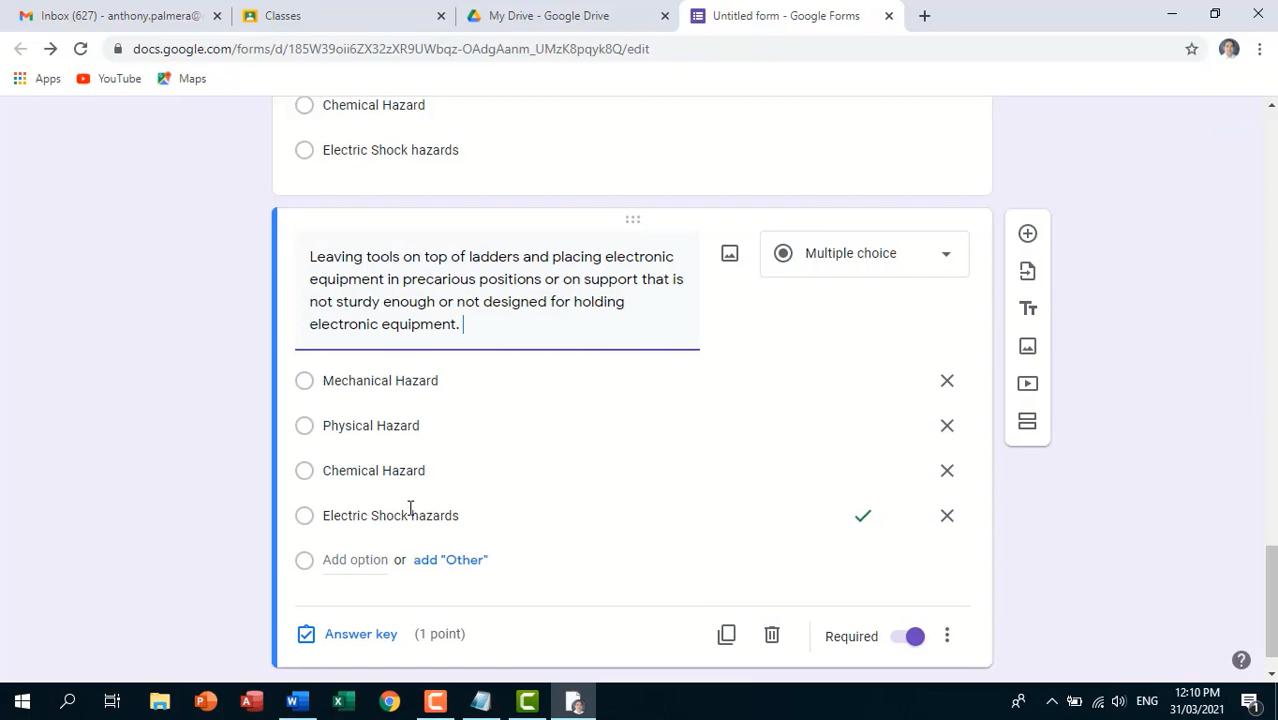 Inbox (627) - anthony.palmera@
Classes
My Drive - Google Drive
Untitled form - Google Forms
docs.google.com/forms/d/185W39oii6ZX32zXR9UWbqz-OAdgAanm_UMzK8pqyk8Q/edit
Apps
YouTube
Maps
Chemical Hazard
Electric Shock hazards
Leaving tools on top of ladders and placing electronic
equipment in precarious positions or on support that is
not sturdy enough or not designed for holding
electronic equipment.
Multiple choice
Mechanical Hazard
Physical Hazard
Chemical Hazard
Electric Shock hazards
Add option or add "Other"
Answer key (1 point)
Required
ENG
12:10 PM
31/03/2021